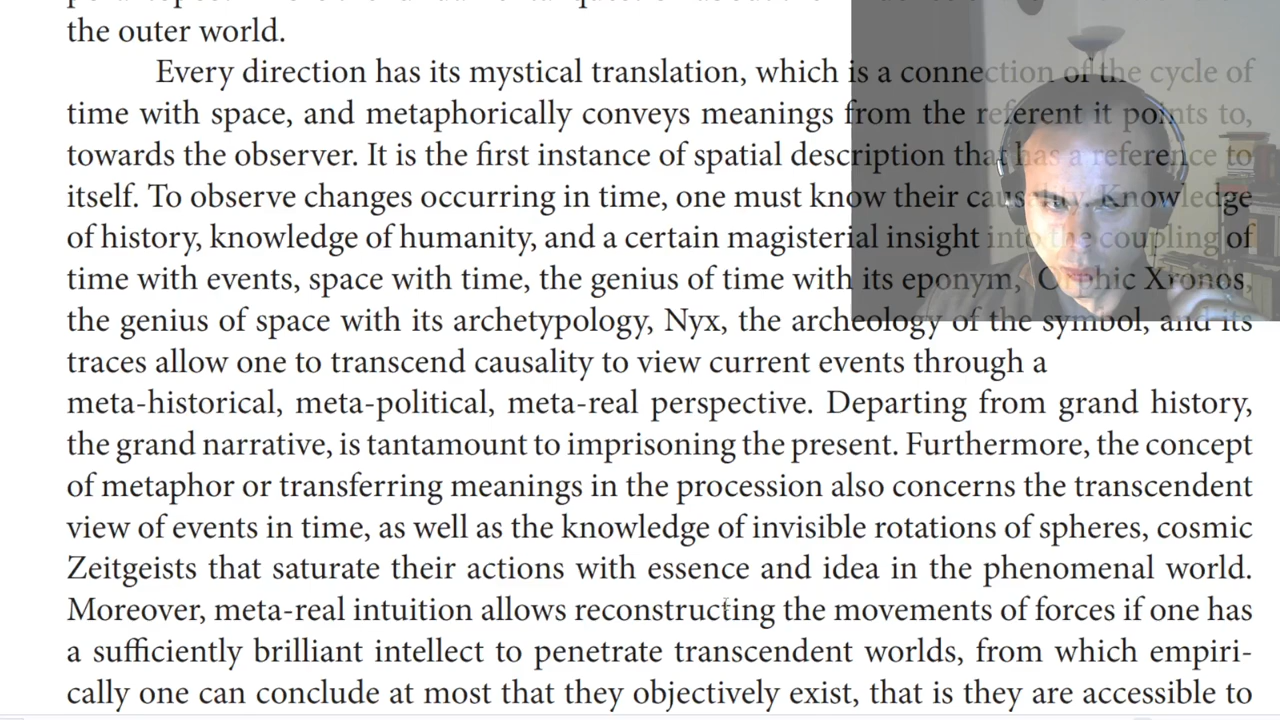 the outer world.
Every direction has its mystical translation, which is a connection of the cycle of
time with space, and metaphorically conveys meanings from the referent it points to,
towards the observer. It is the first instance of spatial description that has a reference to
itself. To observe changes occurring in time, one must know their causality. Knowledge
of history, knowledge of humanity, and a certain magisterial insight into the coupling of
time with events, space with time, the genius of time with its eponym, Orphic Xronos,
the genius of space with its archetypology, Nyx, the archeology of the symbol, and its
traces allow one to transcend causality to view current events through a
meta-historical, meta-political, meta-real perspective. Departing from grand history,
the grand narrative, is tantamount to imprisoning the present. Furthermore, the concept
of metaphor or transferring meanings in the procession also concerns the transcendent
view of events in time, as well as the knowledge of invisible rotations of spheres, cosmic
Zeitgeists that saturate their actions with essence and idea in the phenomenal world.
Moreover, meta-real intuition allows reconstructing the movements of forces if one has
a sufficiently brilliant intellect to penetrate transcendent worlds, from which empiri-
cally one can conclude at most that they objectively exist, that is they are accessible to